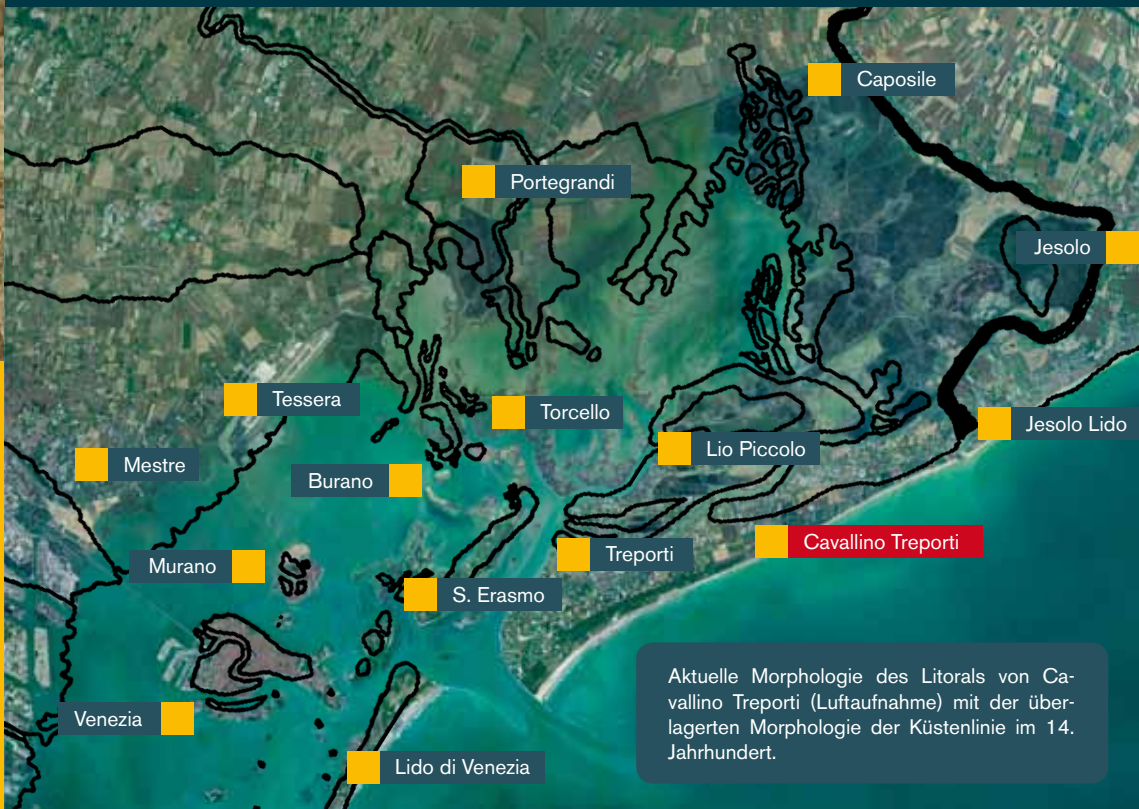 Caposile
Portegrandi
Jesolo
Tessera
Torcello
Jesolo Lido
Lio Piccolo
Mestre
Burano
Cavallino Treporti
Treporti
Murano
S. Erasmo
Venezia
Lido di Venezia
Aktuelle Morphologie des Litorals von Ca-
vallino Treporti (Luftaufnahme) mit der über-
lagerten Morphologie der Küstenlinie im 14.
Jahrhundert.